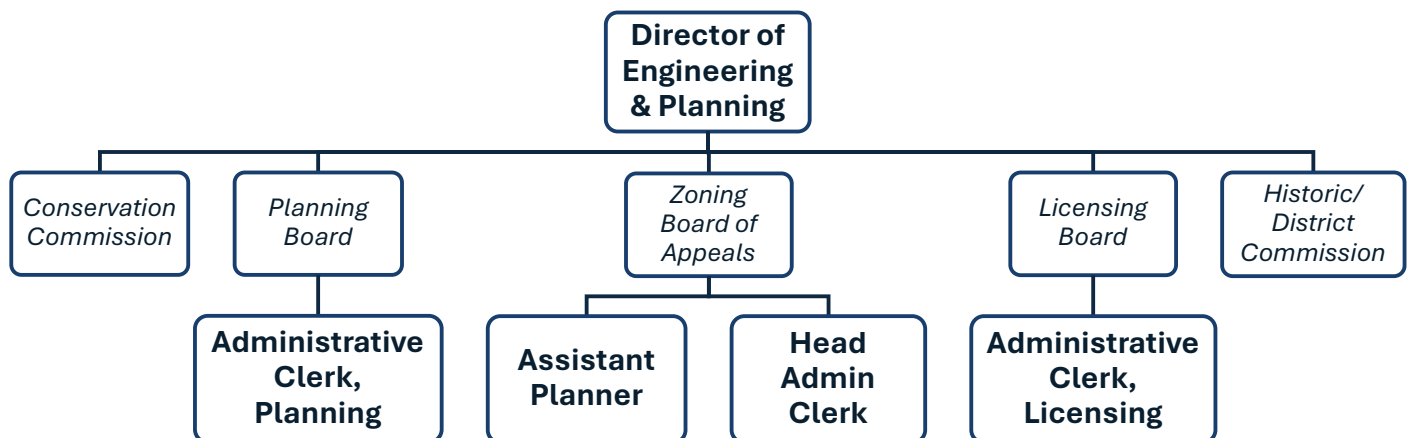 Director of
Engineering
& Planning
Conservation
Commission
Planning
Board
Zoning
Board of
Appeals
Licensing
Board
Historic/
District
Commission
Administrative
Clerk,
Planning
Assistant
Planner
Head
Admin
Clerk
Administrative
Clerk,
Licensing